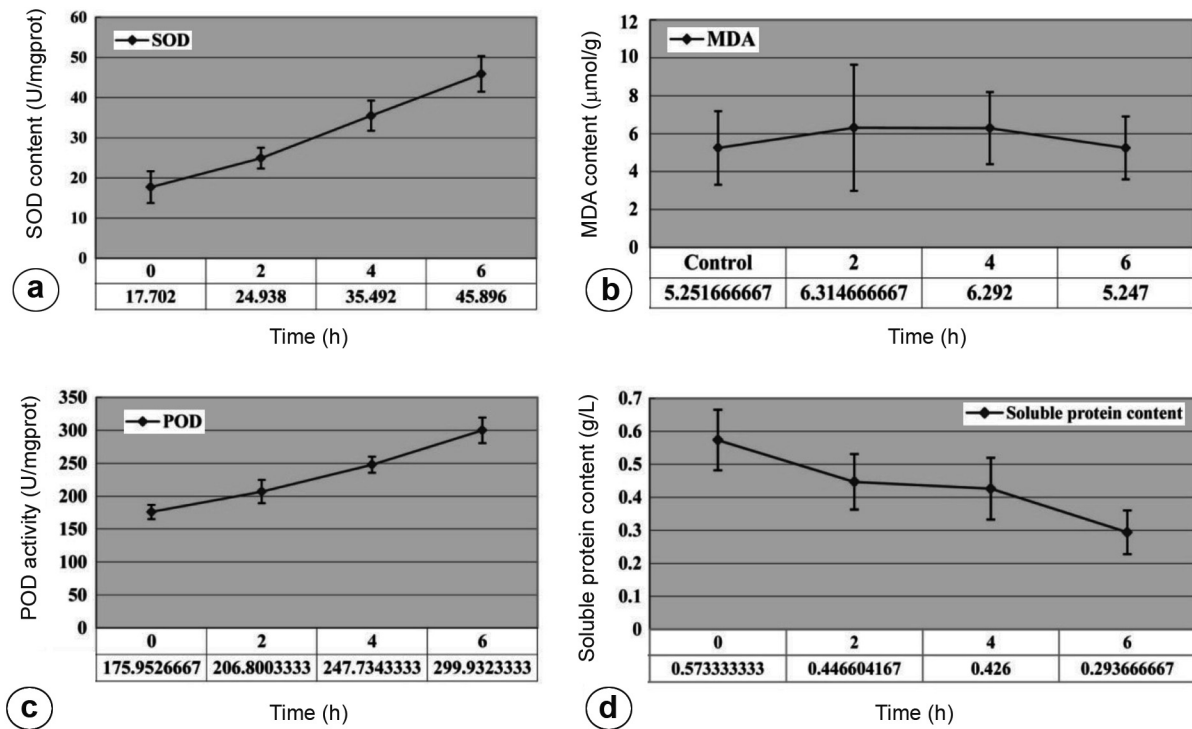 SOD content (U/mgprot)
60
50
40
30
20
10
0
SOD
0 2 4 6
17.702 24.938 35.492 45.896
Time (h)
a
MDA content (μmol/g)
12
10
8
6
4
2
0
MDA
Control 2 4 6
5.251666667 6.314666667 6.292 5.247
Time (h)
b
POD activity (U/mgprot)
350
300
250
200
150
100
50
0
POD
0 2 4 6
175.9526667 206.8003333 247.7343333 299.9323333
Time (h)
c
Soluble protein content (g/L)
0.7
0.6
0.5
0.4
0.3
0.2
0.1
0
Soluble protein content
0 2 4 6
0.573333333 0.446604167 0.426 0.293666667
Time (h)
d